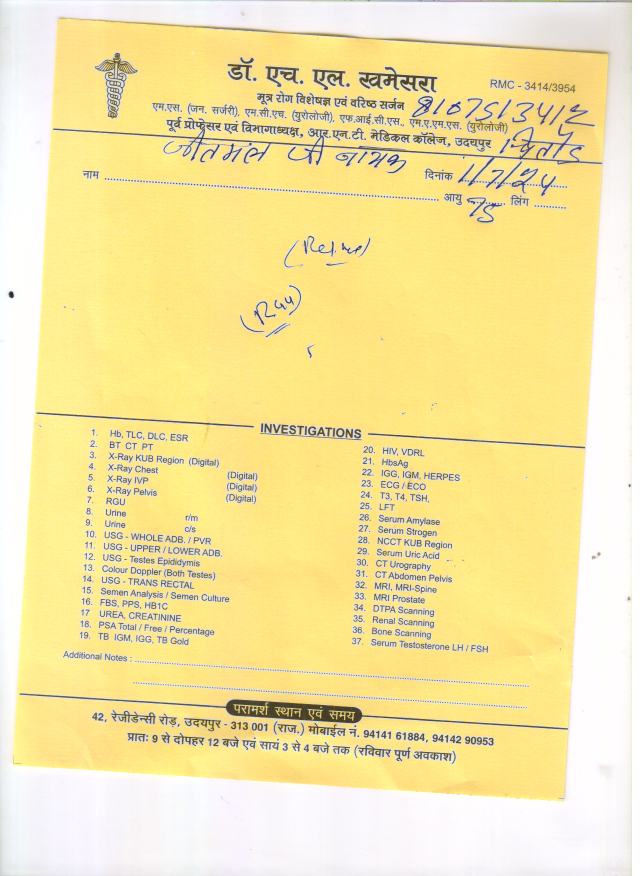 डॉ. एच. एल. खमेसरा
RMC - 3414/3954
मूत्र रोग विशेषज्ञ एवं वरिष्ठ सर्जन
8107513412
एम.एस. (जन. सर्जरी), एम.सी.एच. (युरोलोजी), एफ.आई.सी.एस., एम.ए.एम.एस. (युरोलोजी)
पूर्व प्रोफेसर एवं विभागाध्यक्ष, आर.एन.टी. मेडिकल कॉलेज, उदयपुर
जीतमल जी नायक
दिनांक 1/7/24
नाम
आयु 75 लिंग
(RGU)
INVESTIGATIONS
1. Hb, TLC, DLC, ESR
2. BT CT PT
3. X-Ray KUB Region (Digital)
4. X-Ray Chest (Digital)
5. X-Ray IVP (Digital)
6. X-Ray Pelvis (Digital)
7. RGU
8. Urine r/m
9. Urine c/s
10. USG - WHOLE ADB. / PVR
11. USG - UPPER / LOWER ADB.
12. USG - Testes Epididymis
13. Colour Doppler (Both Testes)
14. USG - TRANS RECTAL
15. Semen Analysis / Semen Culture
16. FBS, PPS, HB1C
17 UREA, CREATININE
18. PSA Total / Free / Percentage
19. TB IGM, IGG, TB Gold
20. HIV, VDRL
21. HbsAg
22. IGG, IGM, HERPES
23. ECG / ECO
24. T3, T4, TSH,
25. LFT
26. Serum Amylase
27. Serum Strogen
28. NCCT KUB Region
29. Serum Uric Acid
30. CT Urography
31. CT Abdomen Pelvis
32. MRI, MRI-Spine
33. MRI Prostate
34. DTPA Scanning
35. Renal Scanning
36. Bone Scanning
37. Serum Testosterone LH / FSH
Additional Notes :
परामर्श स्थान एवं समय
42, रेजीडेन्सी रोड़, उदयपुर - 313 001 (राज.) मोबाईल नं. 94141 61884, 94142 90953
प्रातः 9 से दोपहर 12 बजे एवं सायं 3 से 4 बजे तक (रविवार पूर्ण अवकाश)